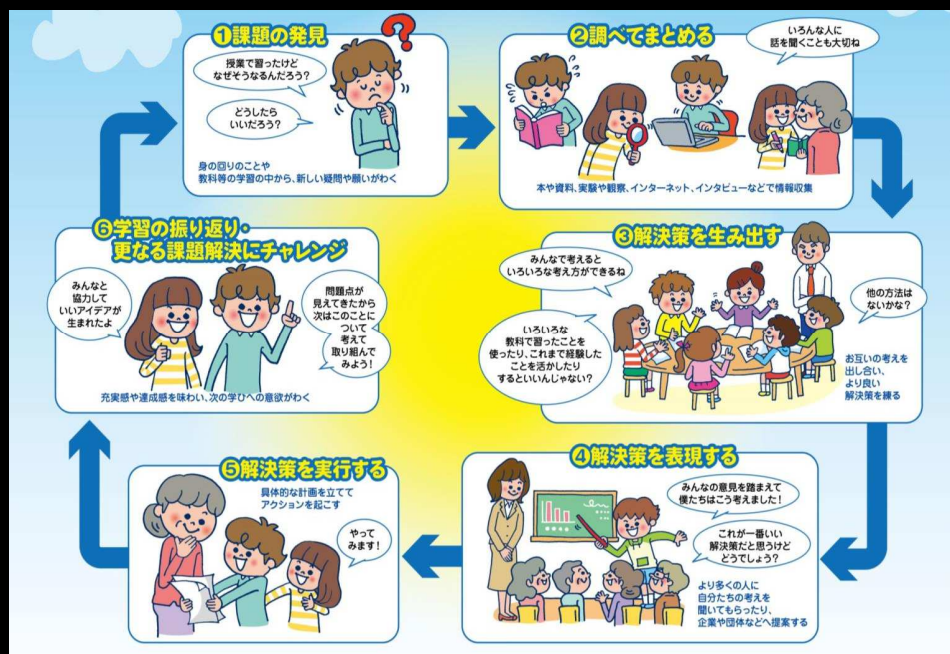 ①課題の発見
授業で習ったけど
なぜそうなるんだろう？
どうしたら
いいだろう？
?
身の回りのことや
教科等の学習の中から、新しい疑問や願いがわく
②調べてまとめる
いろんな人に
話を聞くことも大切ね
本や資料、実験や観察、インターネット、インタビューなどで情報収集
③解決策を生み出す
みんなで考えると
いろいろな考え方ができるね
いろいろな
教科で習ったことを
使ったり、これまで経験した
ことを活かしたり
するといいんじゃない？
他の方法は
ないかな？
お互いの考えを
出し合い、
より良い
解決策を練る
④解決策を表現する
みんなの意見を踏まえて
僕たちはこう考えました！
これが一番いい
解決策だと思うけど
どうでしょう？
より多くの人に
自分たちの考えを
聞いてもらったり、
企業や団体などへ提案する
⑤解決策を実行する
具体的な計画を立てて
アクションを起こす
やって
みます！
⑥学習の振り返り・
更なる課題解決にチャレンジ
みんなと
協力して
いいアイデアが
生まれたよ
問題点が
見えてきたから
次はこのことに
ついて
考えて
取り組んで
みよう！
充実感や達成感を味わい、次の学びへの意欲がわく